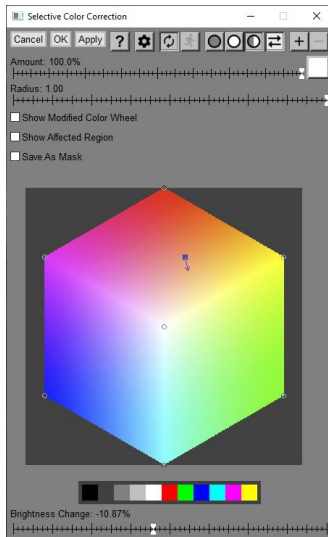 Selective Color Correction
Cancel OK Apply ?
Amount: 100.0%
Radius: 1.00
Show Modified Color Wheel
Show Affected Region
Save As Mask
Brightness Change: -10.87%